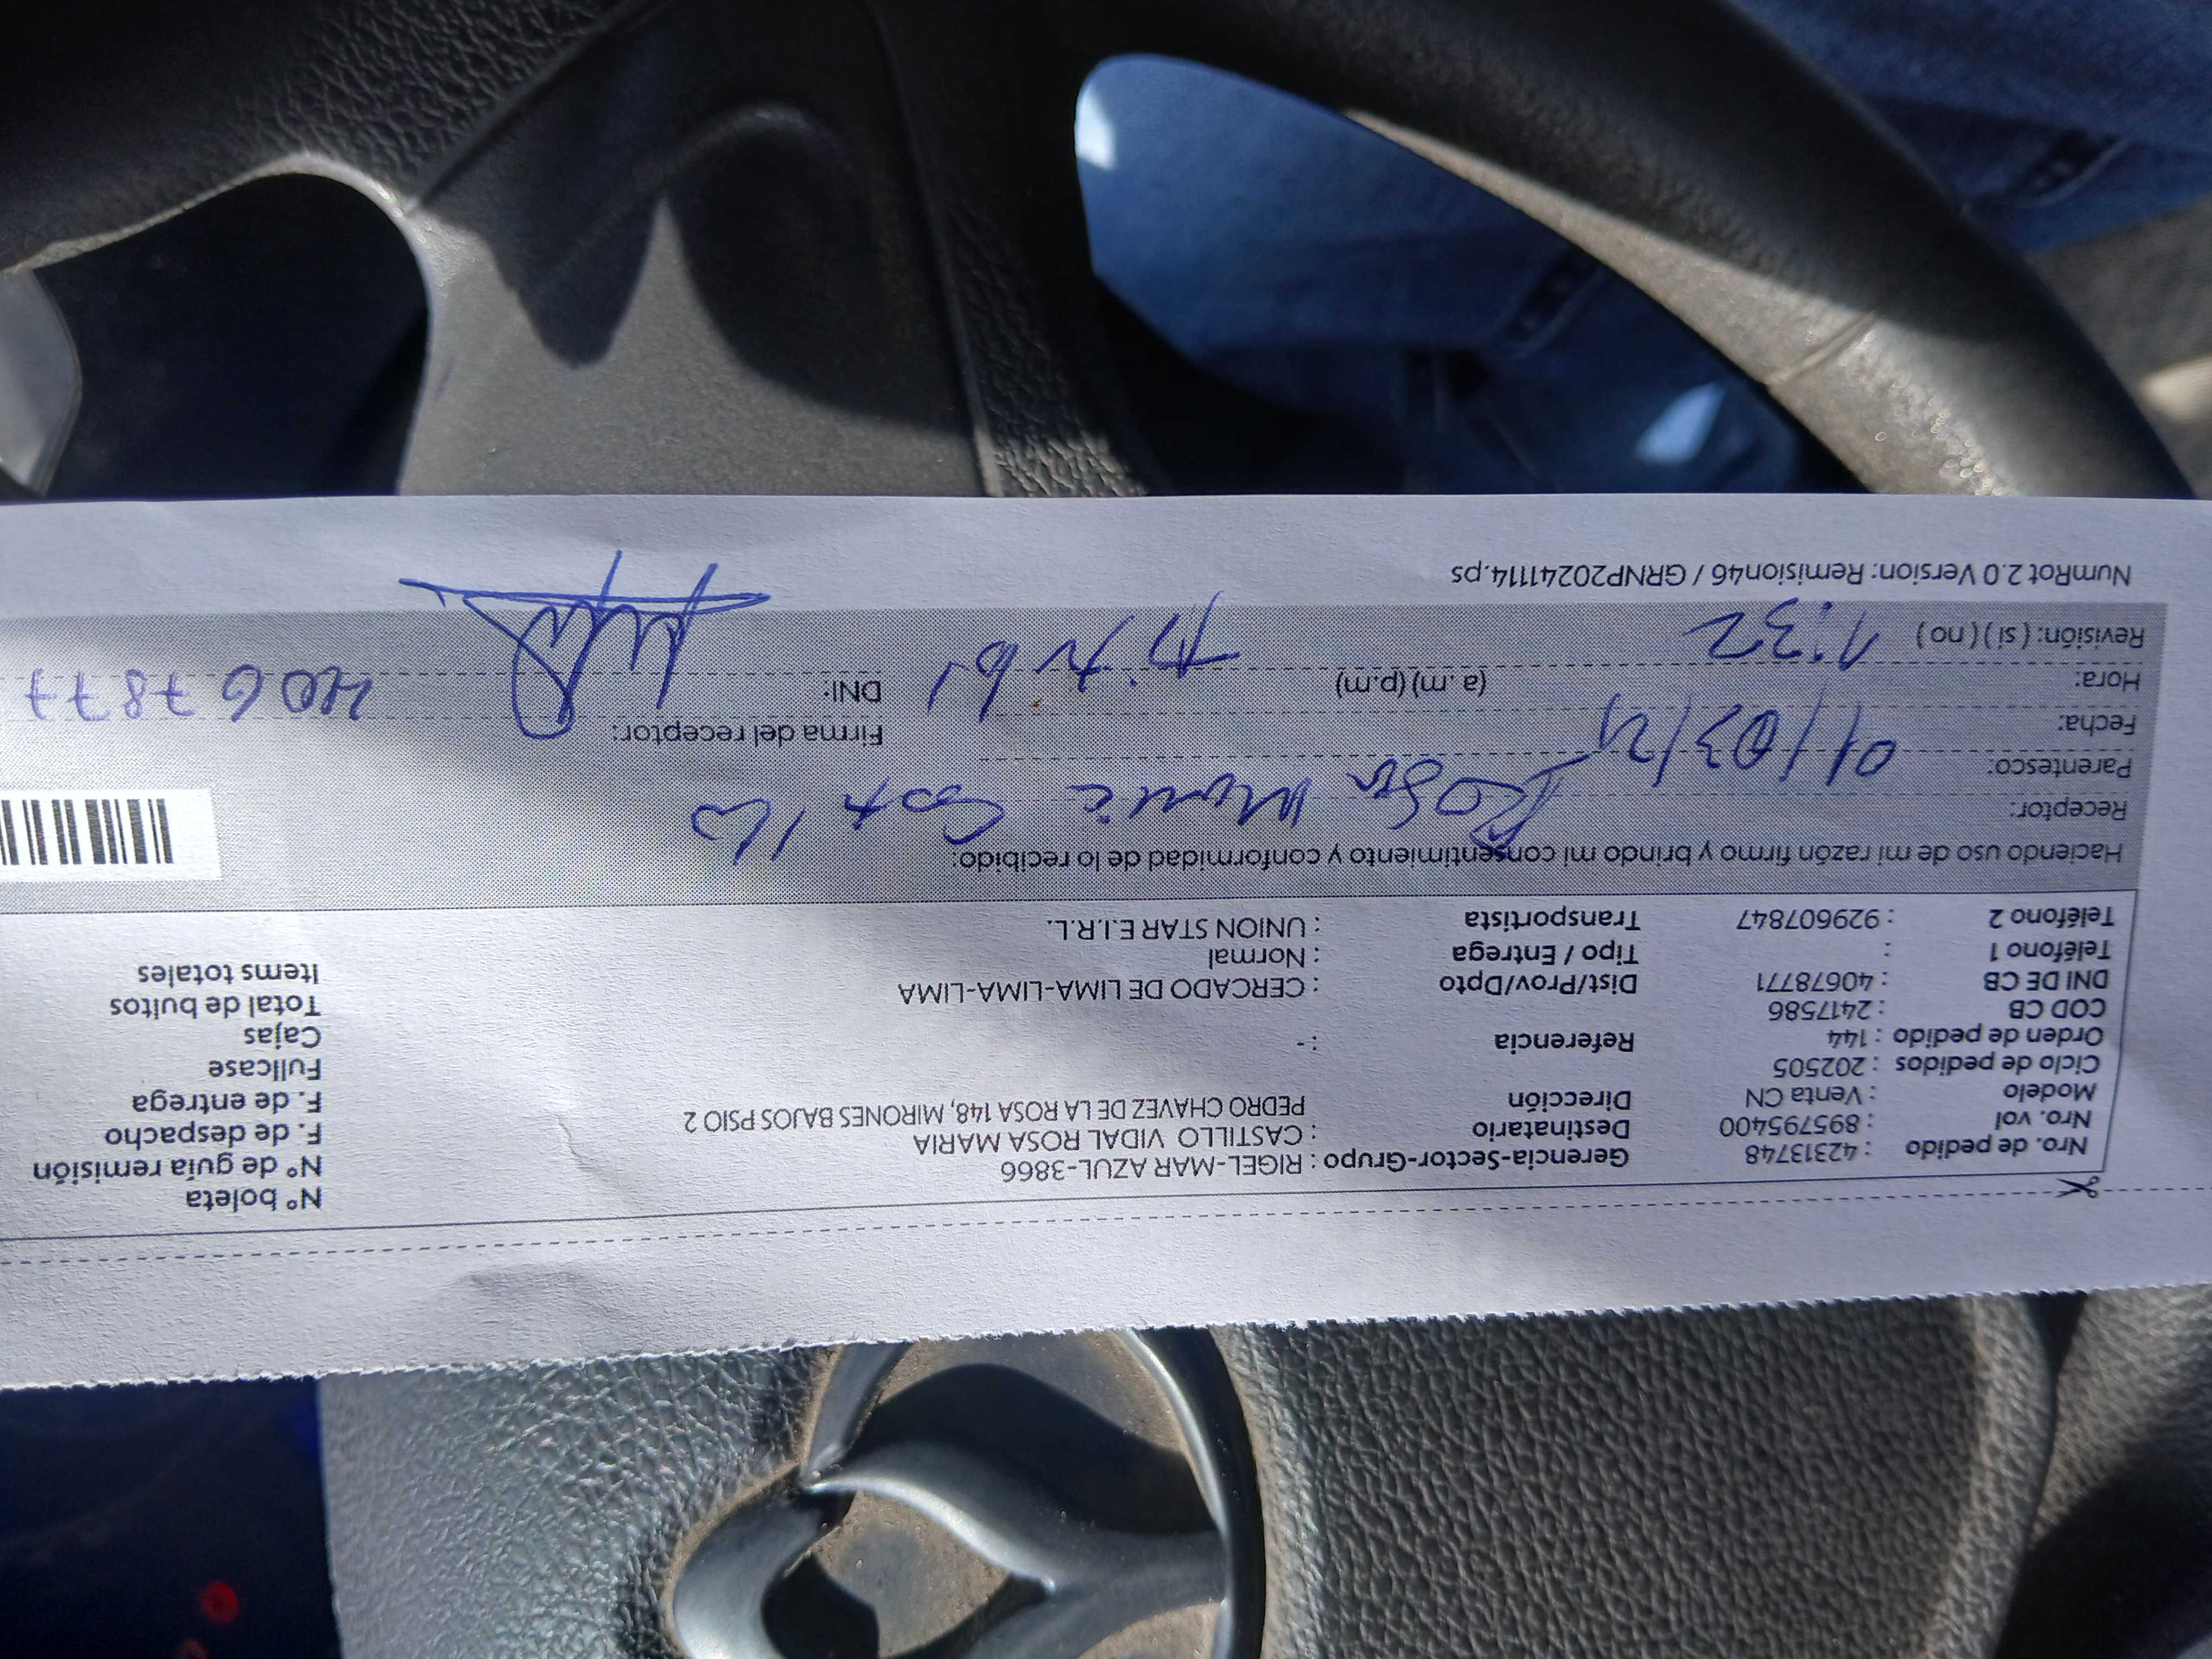 Nro. de pedido : 42313748 Gerencia-Sector-Grupo : RIGEL-MAR AZUL-3866 N° boleta
Nro. vol : 895795400 Destinatario : CASTILLO VIDAL ROSA MARIA N° de guía remisión
Modelo : Venta CN Dirección PEDRO CHAVEZ DE LA ROSA 148, MIRONES BAJOS PSIO 2 F. de despacho
Ciclo de pedidos : 202505 F. de entrega
Orden de pedido : 144 Referencia : - Fullcase
COD CB : 2417586 Cajas
DNI DE CB : 40678771 Dist/Prov/Dpto : CERCADO DE LIMA-LIMA-LIMA Total de bultos
Teléfono 1 : Tipo / Entrega : Normal Items totales
Teléfono 2 : 929607847 Transportista : UNION STAR E.I.R.L.
Haciendo uso de mi razón firmo y brindo mi consentimiento y conformidad de lo recibido:
Receptor: Rosa Maria
Parentesco:
Fecha: 01/03/25 Firma del receptor:
Hora: (a. m) (p.m) DNI: 4067877
Revisión: ( si ) ( no ) 1:32
NumRot 2.0 Version: Remision46 / GRNP20241114.ps